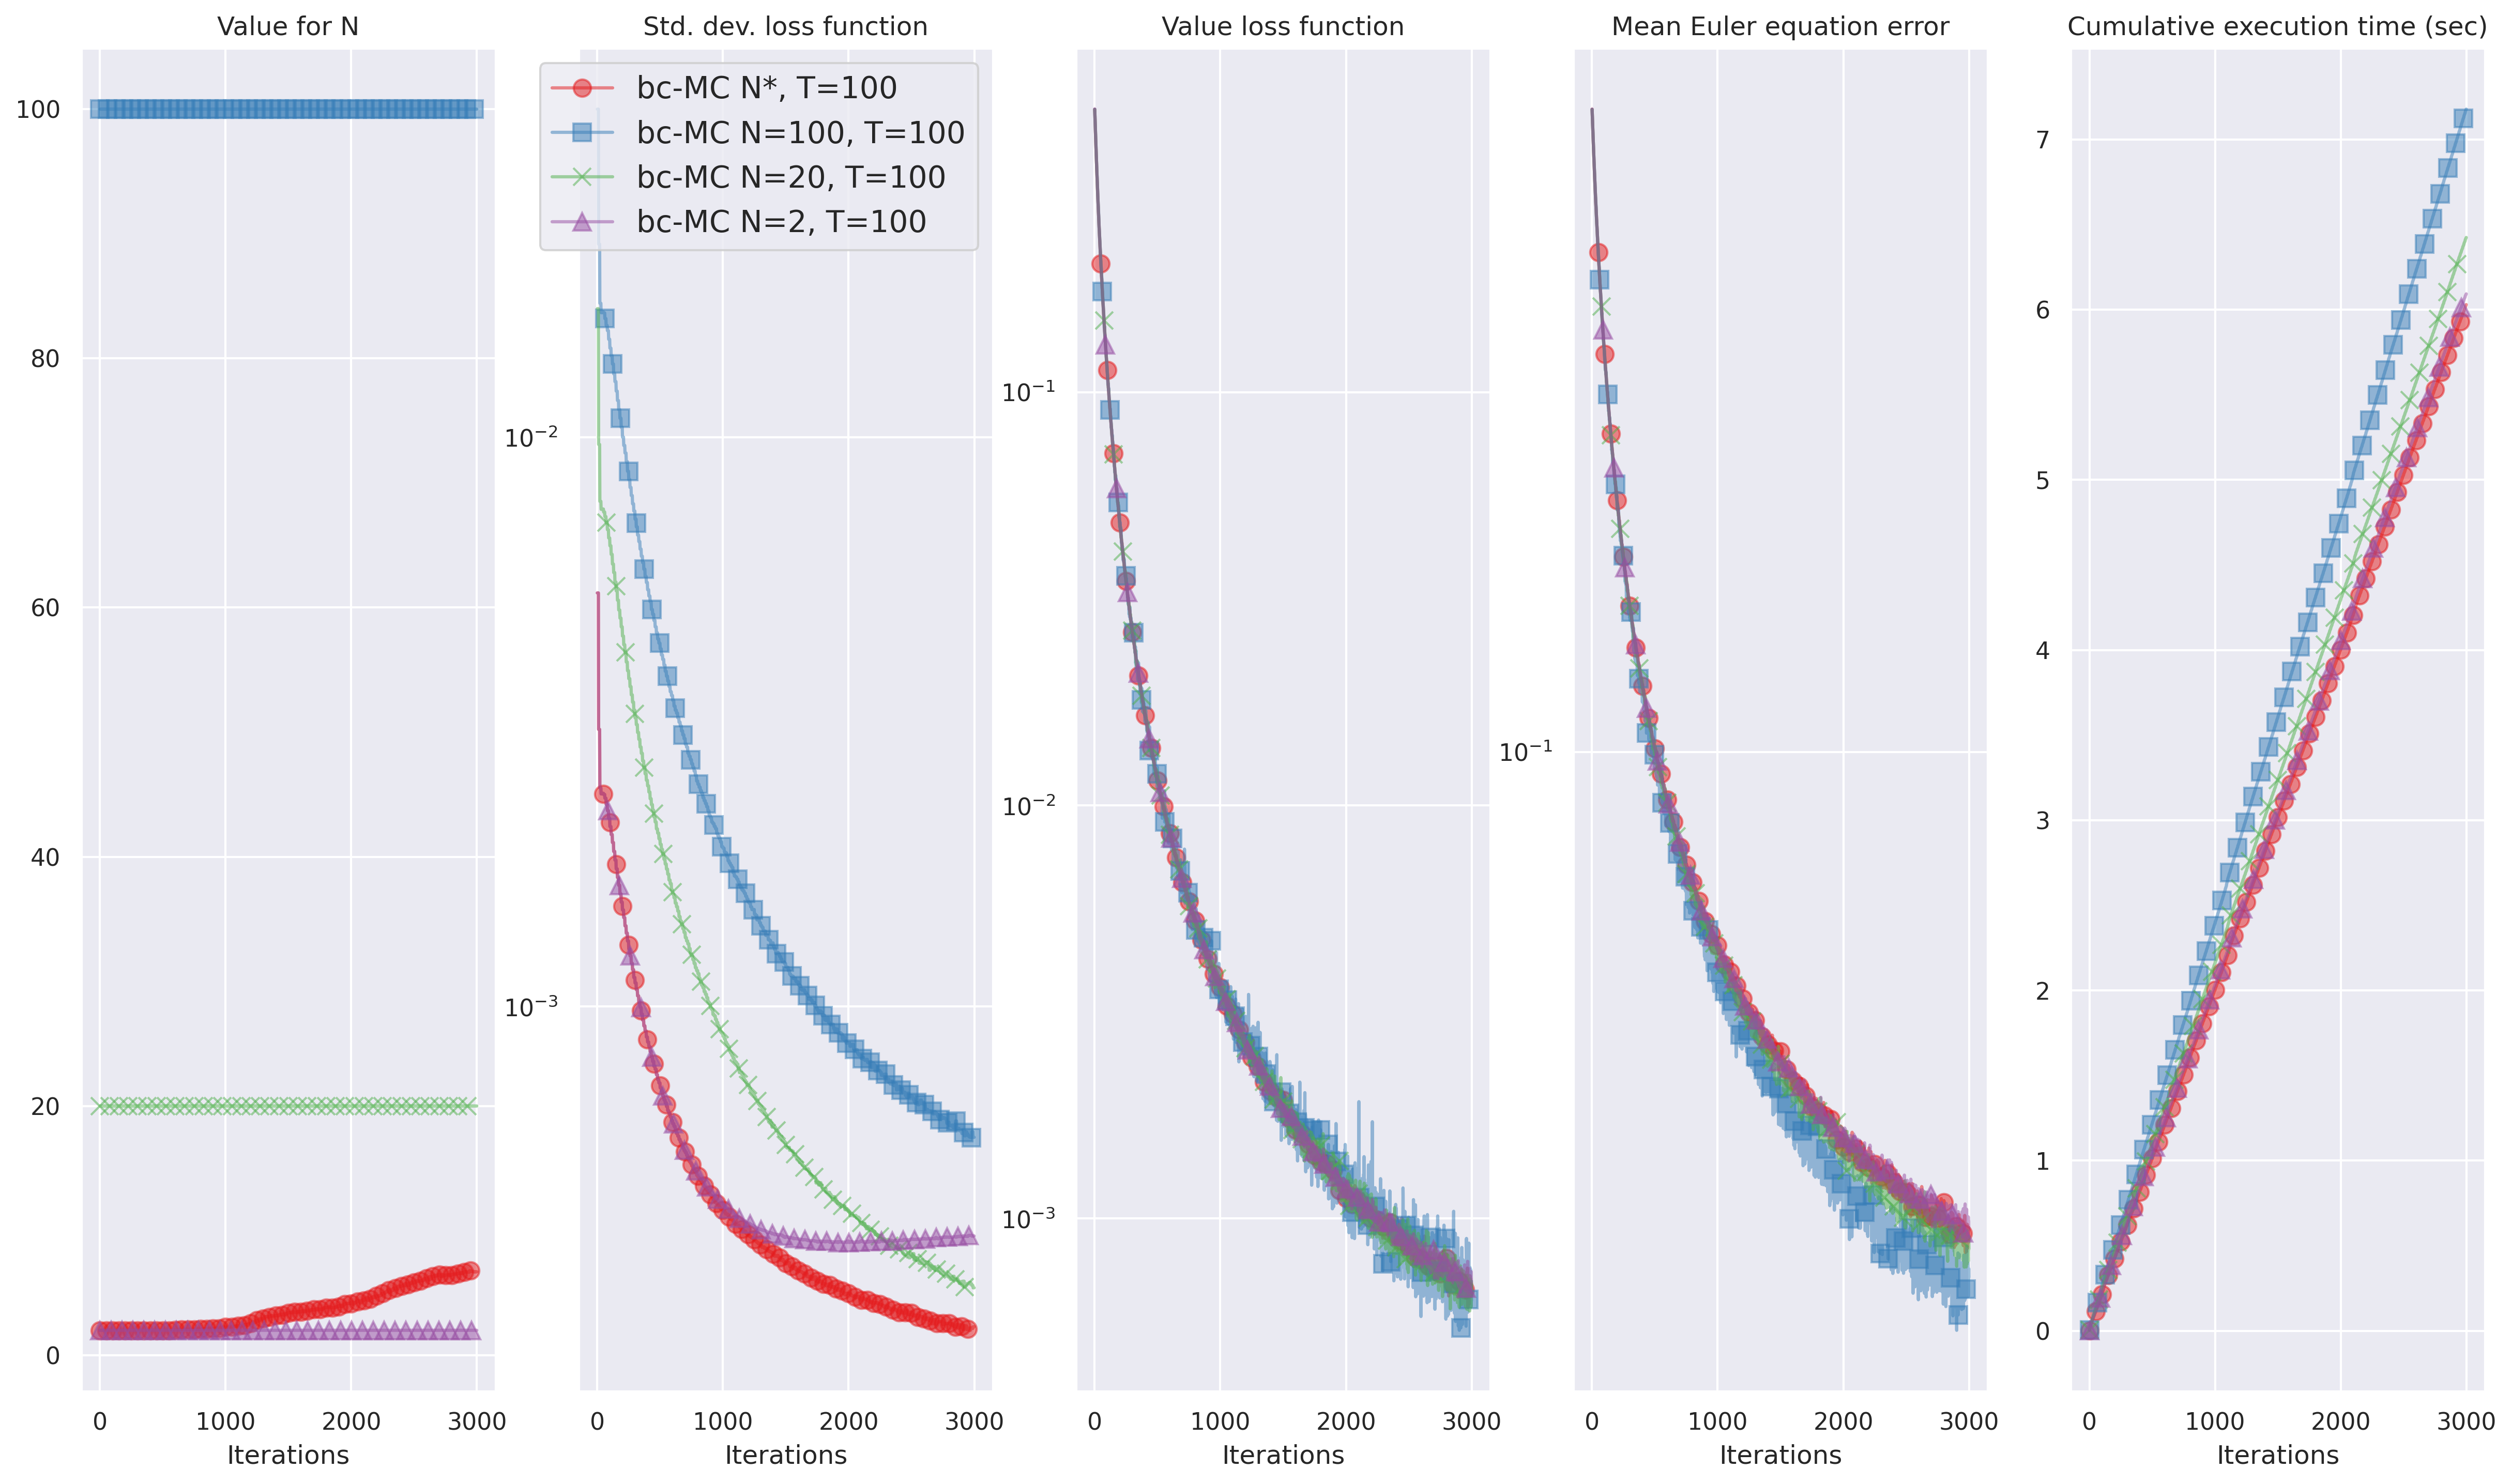 Value for N
Std. dev. loss function
Value loss function
Mean Euler equation error
Cumulative execution time (sec)
bc-MC N*, T=100
bc-MC N=100, T=100
bc-MC N=20, T=100
bc-MC N=2, T=100
100
80
60
40
20
0
0 1000 2000 3000
Iterations
10⁻²
10⁻³
0 1000 2000 3000
Iterations
10⁻¹
10⁻²
10⁻³
0 1000 2000 3000
Iterations
10⁻¹
0 1000 2000 3000
Iterations
7
6
5
4
3
2
1
0
0 1000 2000 3000
Iterations